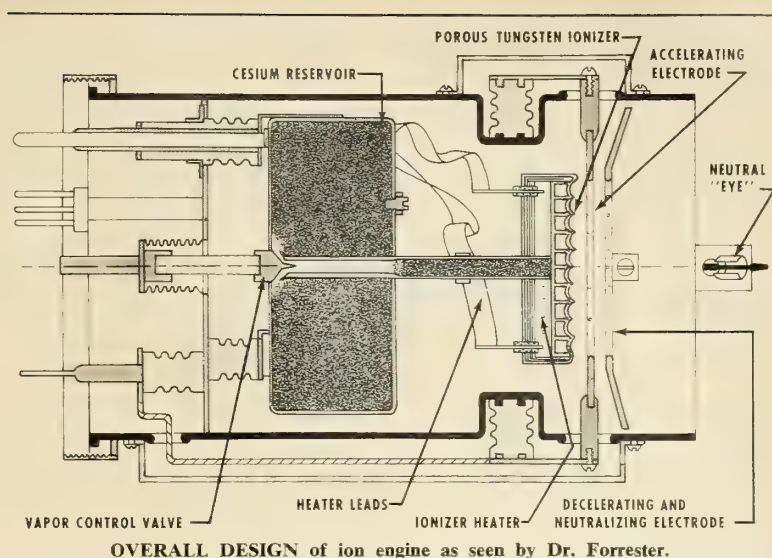 POROUS TUNGSTEN IONIZER
CESIUM RESERVOIR
ACCELERATING
ELECTRODE
NEUTRAL
"EYE"
VAPOR CONTROL VALVE
HEATER LEADS
IONIZER HEATER
DECELERATING AND
NEUTRALIZING ELECTRODE
OVERALL DESIGN of ion engine as seen by Dr. Forrester.